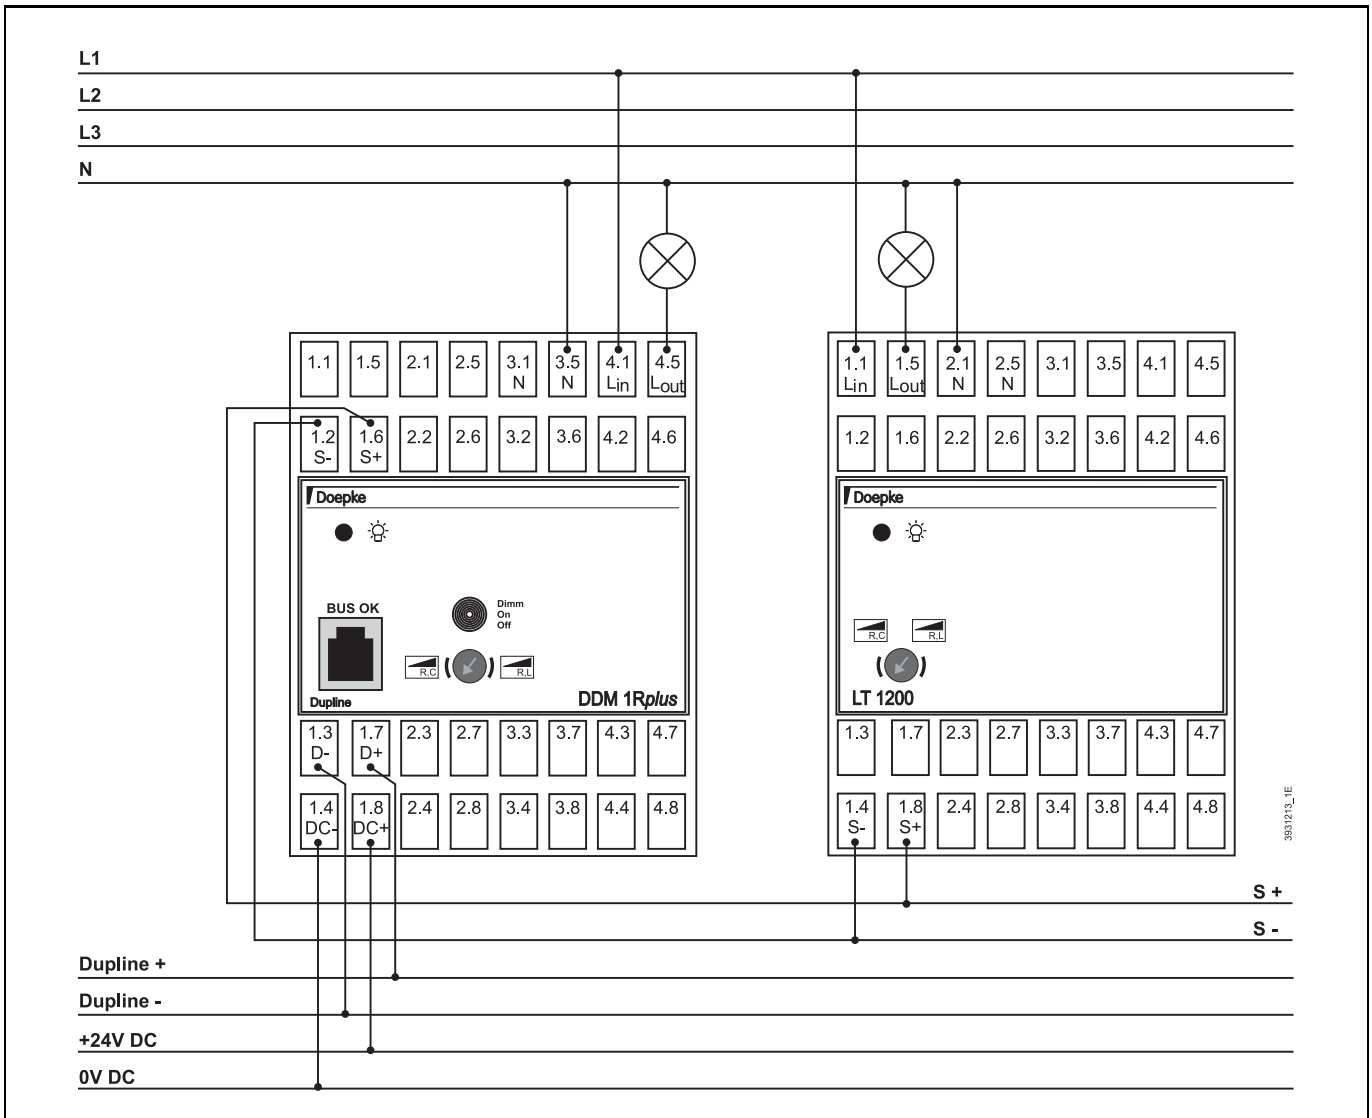 L1
L2
L3
N
1.1 1.5 2.1 2.5 3.1 N 3.5 N 4.1 Lin 4.5 Lout
1.2 S- 1.6 S+ 2.2 2.6 3.2 3.6 4.2 4.6
Doepke
BUS OK
Dimm
On
Off
R,C R,L
Dupline
DDM 1Rplus
1.3 D- 1.7 D+ 2.3 2.7 3.3 3.7 4.3 4.7
1.4 DC- 1.8 DC+ 2.4 2.8 3.4 3.8 4.4 4.8
1.1 Lin 1.5 Lout 2.1 N 2.5 N 3.1 3.5 4.1 4.5
1.2 1.6 2.2 2.6 3.2 3.6 4.2 4.6
Doepke
R,C R,L
LT 1200
1.3 1.7 2.3 2.7 3.3 3.7 4.3 4.7
1.4 S- 1.8 S+ 2.4 2.8 3.4 3.8 4.4 4.8
3931213_1E
S +
S -
Dupline +
Dupline -
+24V DC
0V DC